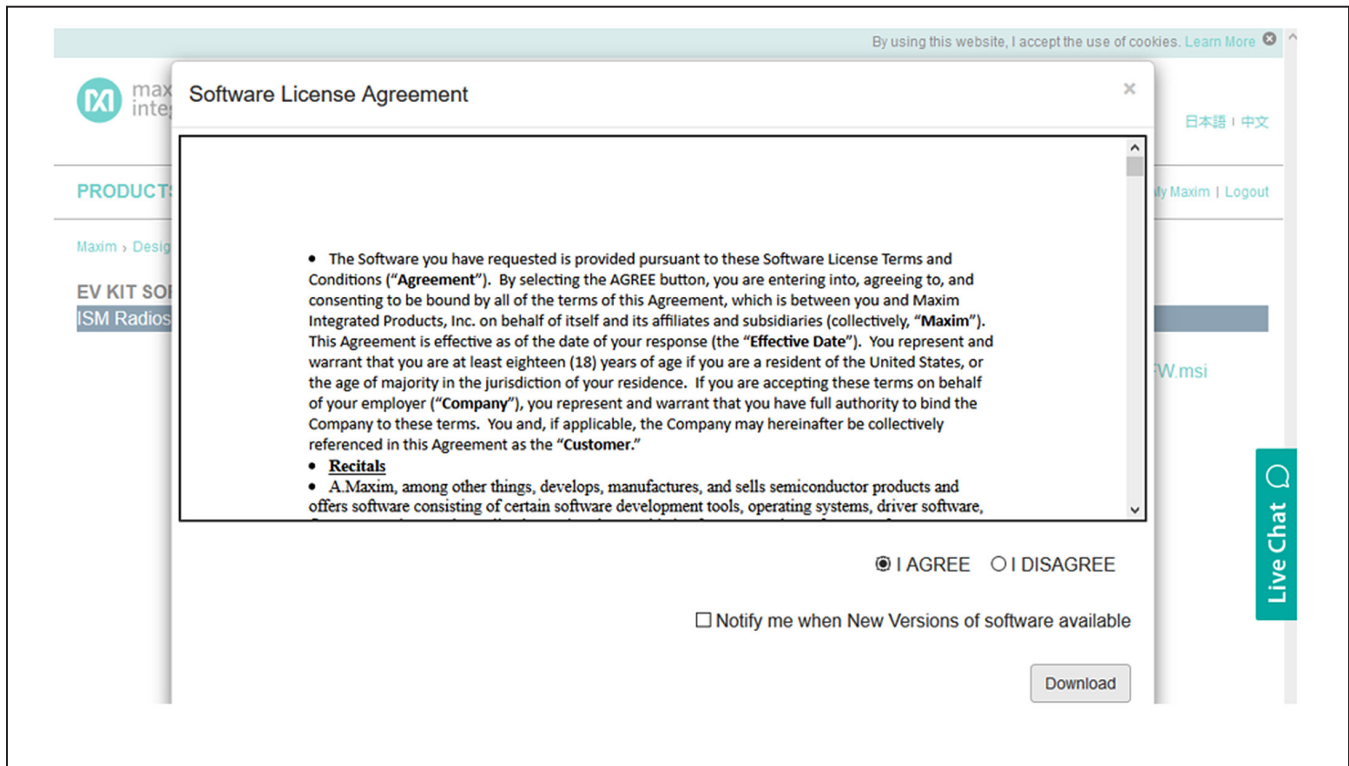 By using this website, I accept the use of cookies. Learn More
Software License Agreement
日本語 | 中文
PRODUCTS
My Maxim | Logout
Maxim › Desig
• The Software you have requested is provided pursuant to these Software License Terms and
Conditions (“Agreement”). By selecting the AGREE button, you are entering into, agreeing to, and
consenting to be bound by all of the terms of this Agreement, which is between you and Maxim
Integrated Products, Inc. on behalf of itself and its affiliates and subsidiaries (collectively, “Maxim”).
This Agreement is effective as of the date of your response (the “Effective Date”). You represent and
warrant that you are at least eighteen (18) years of age if you are a resident of the United States, or
the age of majority in the jurisdiction of your residence. If you are accepting these terms on behalf
of your employer (“Company”), you represent and warrant that you have full authority to bind the
Company to these terms. You and, if applicable, the Company may hereinafter be collectively
referenced in this Agreement as the “Customer.”
• Recitals
• A.Maxim, among other things, develops, manufactures, and sells semiconductor products and
offers software consisting of certain software development tools, operating systems, driver software,
EV KIT
ISM Radios
FW.msi
Live Chat
I AGREE I DISAGREE
Notify me when New Versions of software available
Download